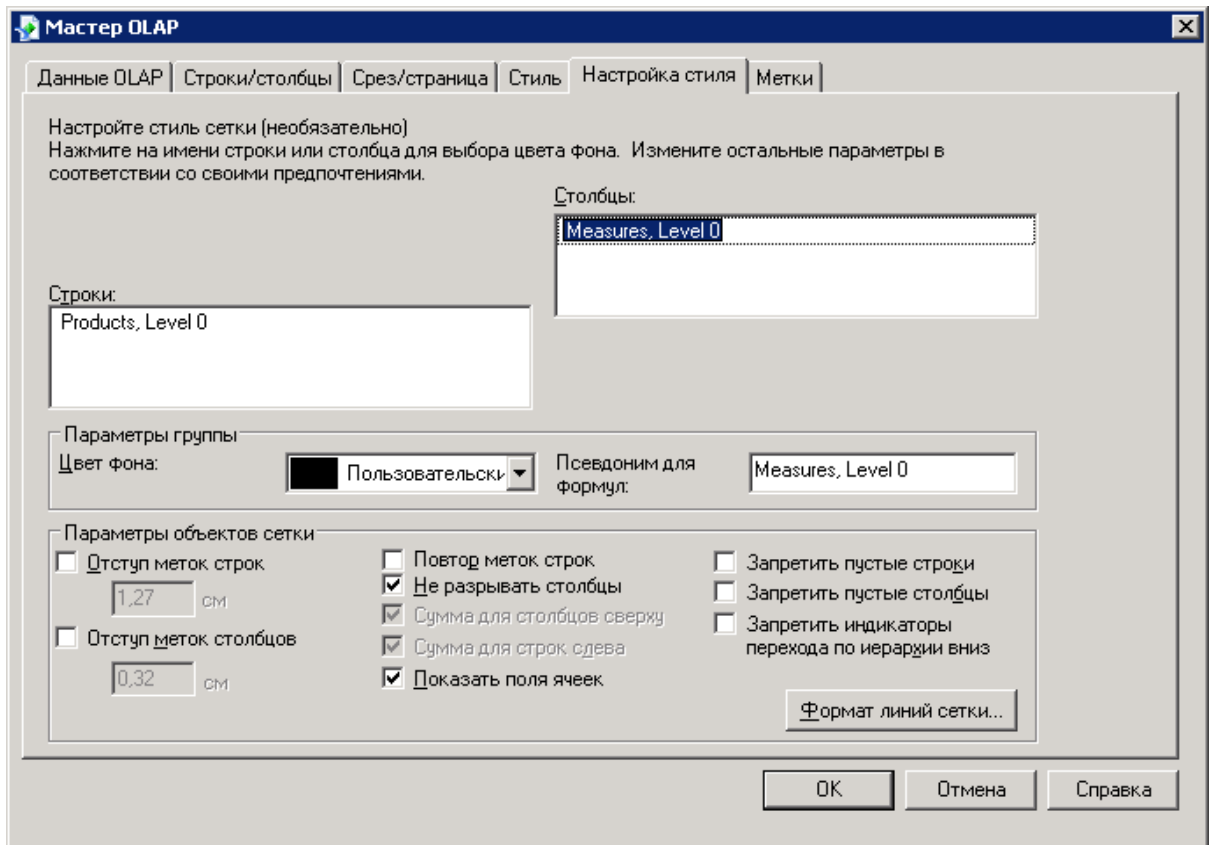 Мастер OLAP
Данные OLAP Строки/столбцы Срез/страница Стиль Настройка стиля Метки
Настройте стиль сетки (необязательно)
Нажмите на имени строки или столбца для выбора цвета фона. Измените остальные параметры в
соответствии со своими предпочтениями.
Столбцы:
Measures, Level 0
Строки:
Products, Level 0
Параметры группы
Цвет фона:
Пользовательски
Псевдоним для
формул:
Measures, Level 0
Параметры объектов сетки
Отступ меток строк
1,27 см
Отступ меток столбцов
0,32 см
Повтор меток строк
Не разрывать столбцы
Сумма для столбцов сверху
Сумма для строк слева
Показать поля ячеек
Запретить пустые строки
Запретить пустые столбцы
Запретить индикаторы
перехода по иерархии вниз
Формат линий сетки...
OK Отмена Справка